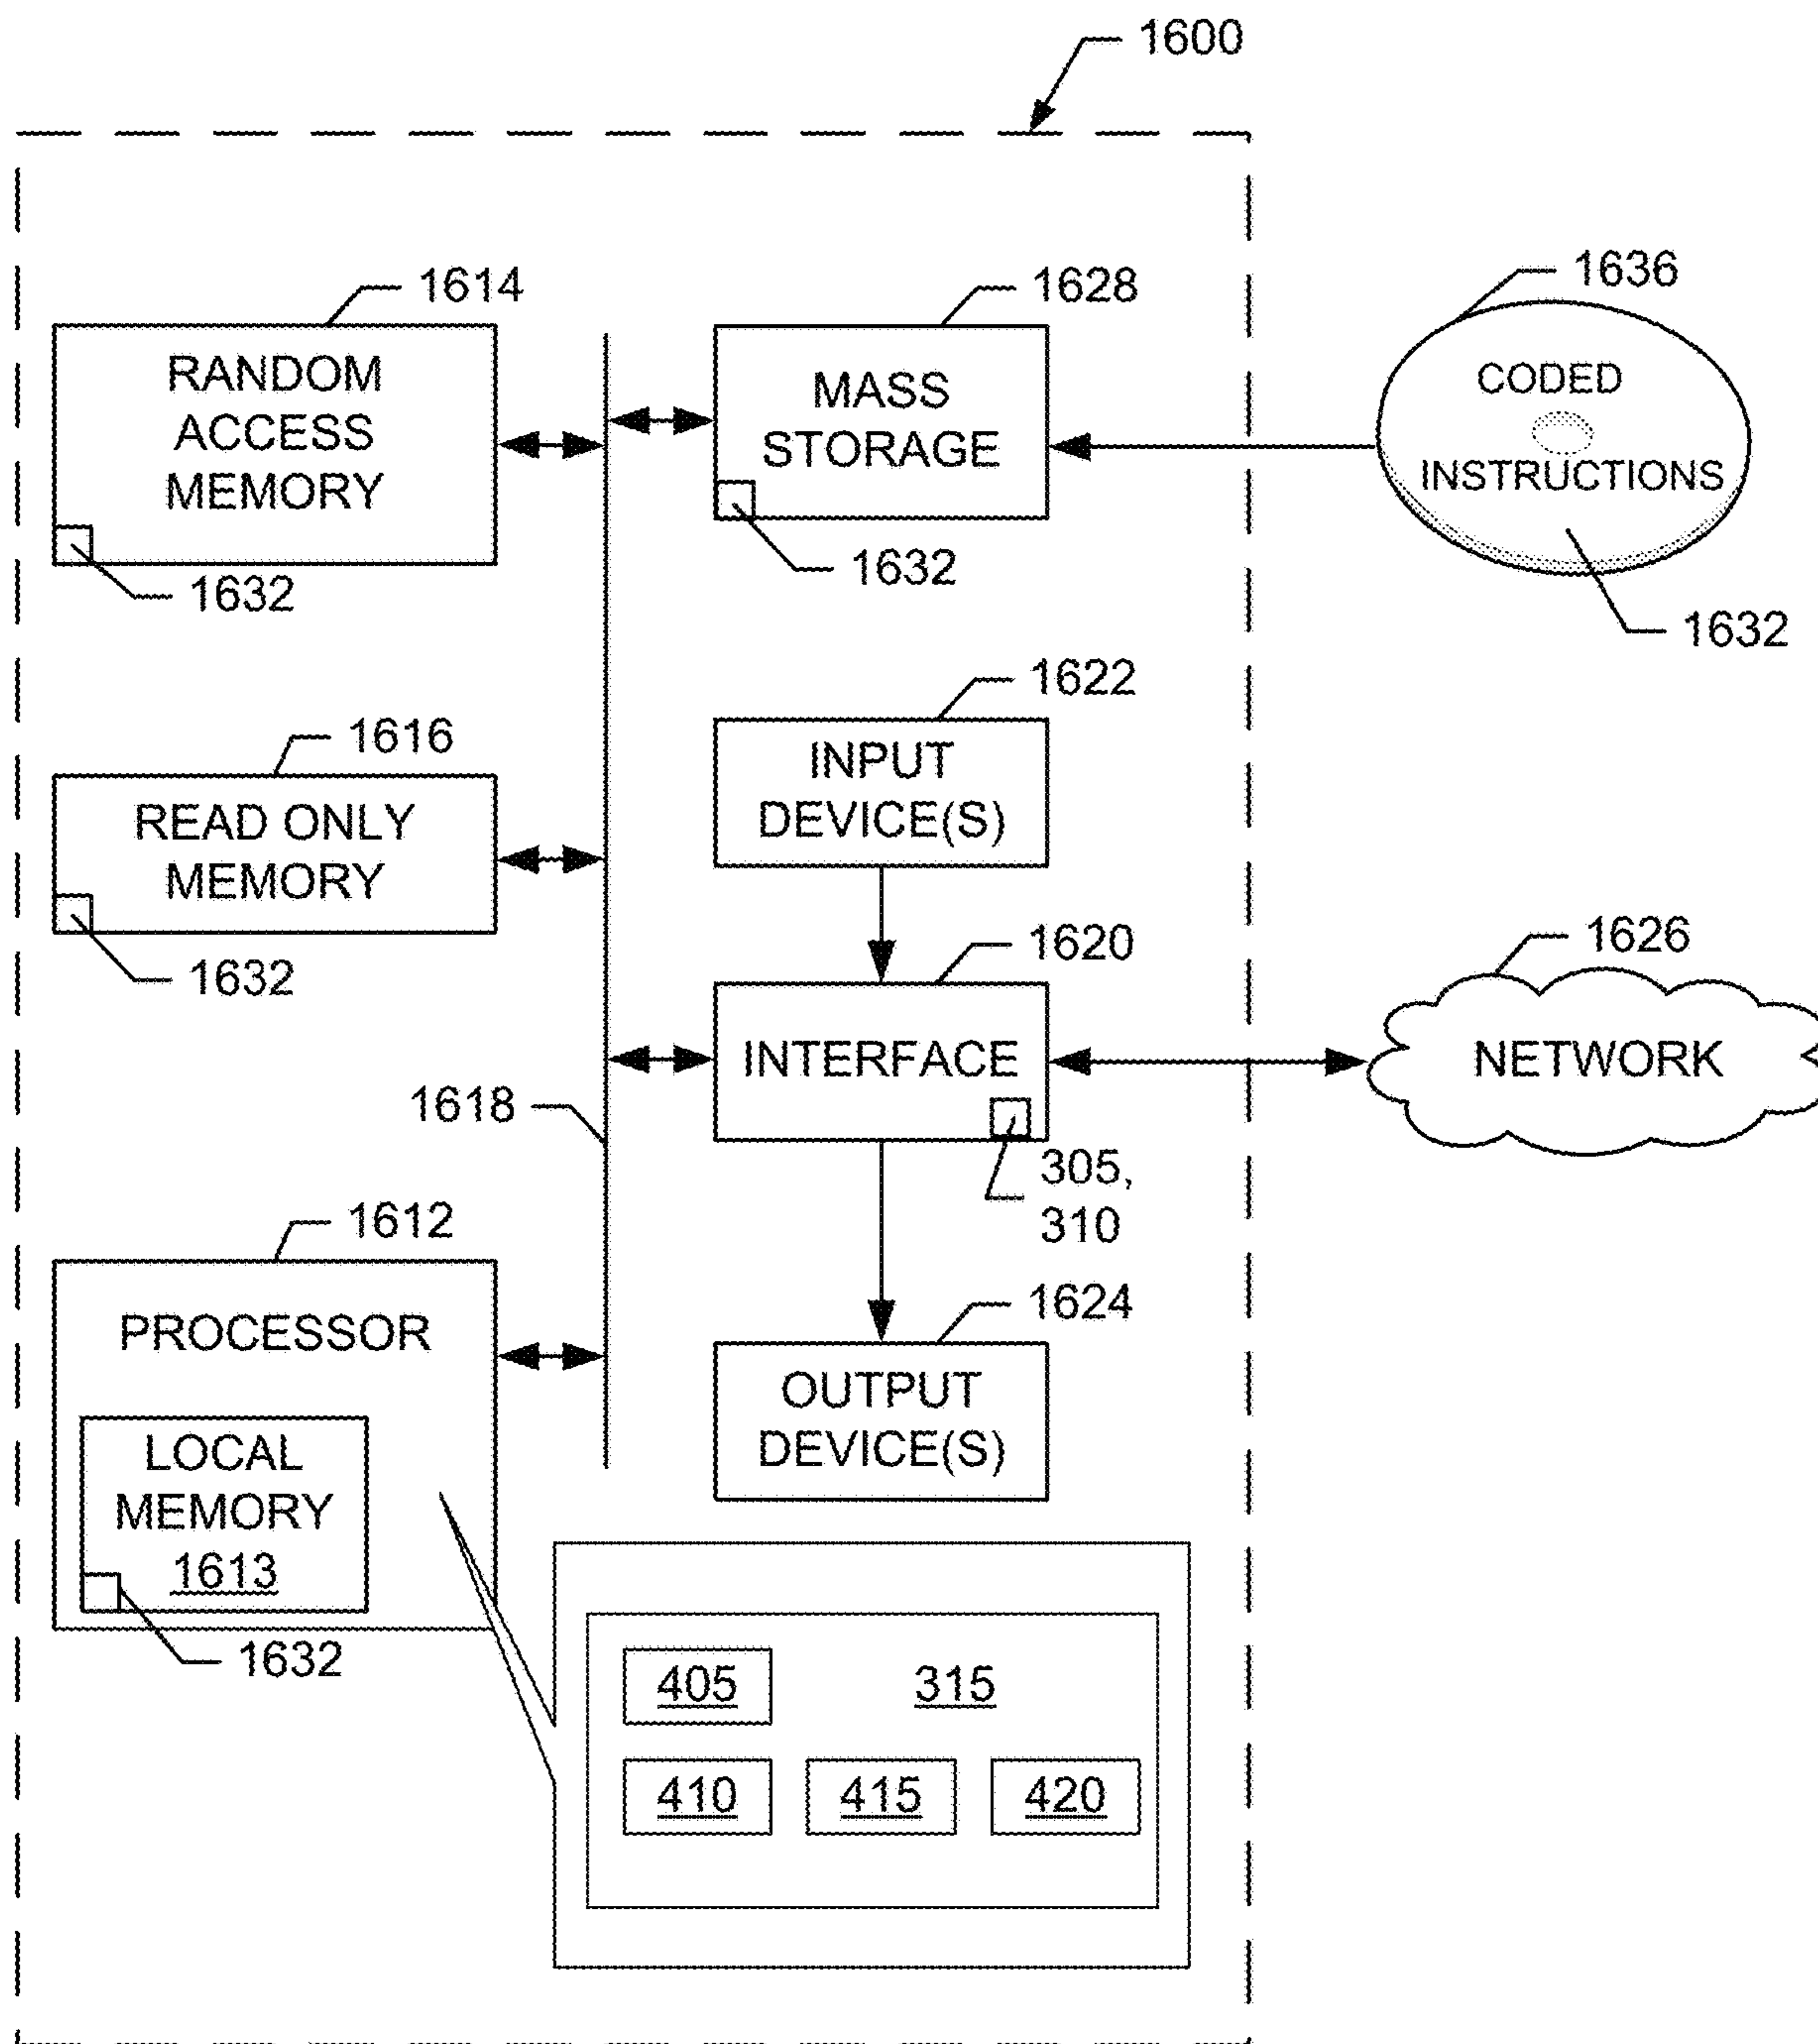 1600
1614
RANDOM
ACCESS
MEMORY
1632
1628
MASS
STORAGE
1632
1636
CODED
INSTRUCTIONS
1632
1616
READ ONLY
MEMORY
1632
1622
INPUT
DEVICE(S)
1620
INTERFACE
305,
310
1626
NETWORK
1618
1612
PROCESSOR
LOCAL
MEMORY
1613
1632
1624
OUTPUT
DEVICE(S)
405
315
410
415
420